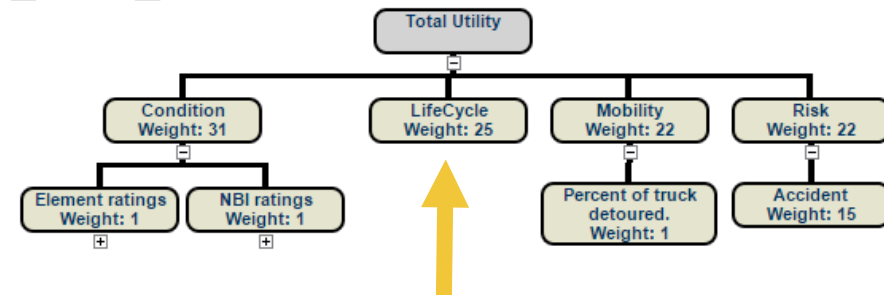 Total Utility
Condition
Weight: 31
LifeCycle
Weight: 25
Mobility
Weight: 22
Risk
Weight: 22
Element ratings
Weight: 1
NBI ratings
Weight: 1
Percent of truck
detoured.
Weight: 1
Accident
Weight: 15